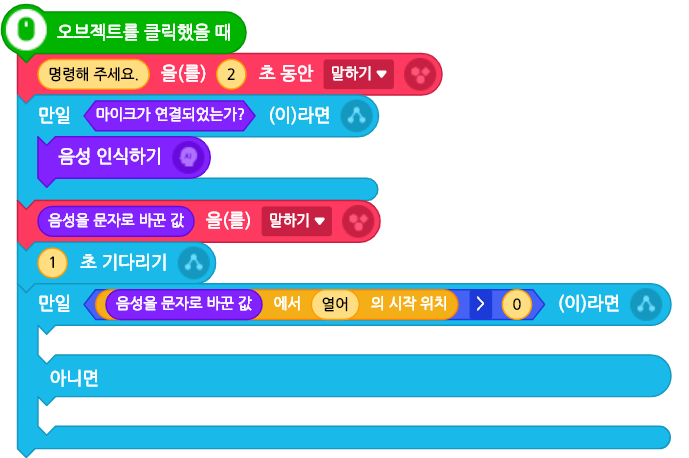 오브젝트를 클릭했을 때
명령해 주세요. 을(를) 2 초 동안 말하기
만일 마이크가 연결되었는가? (이)라면
음성 인식하기
음성을 문자로 바꾼 값 을(를) 말하기
1 초 기다리기
만일 음성을 문자로 바꾼 값 에서 열어 의 시작 위치 > 0 (이)라면
아니면